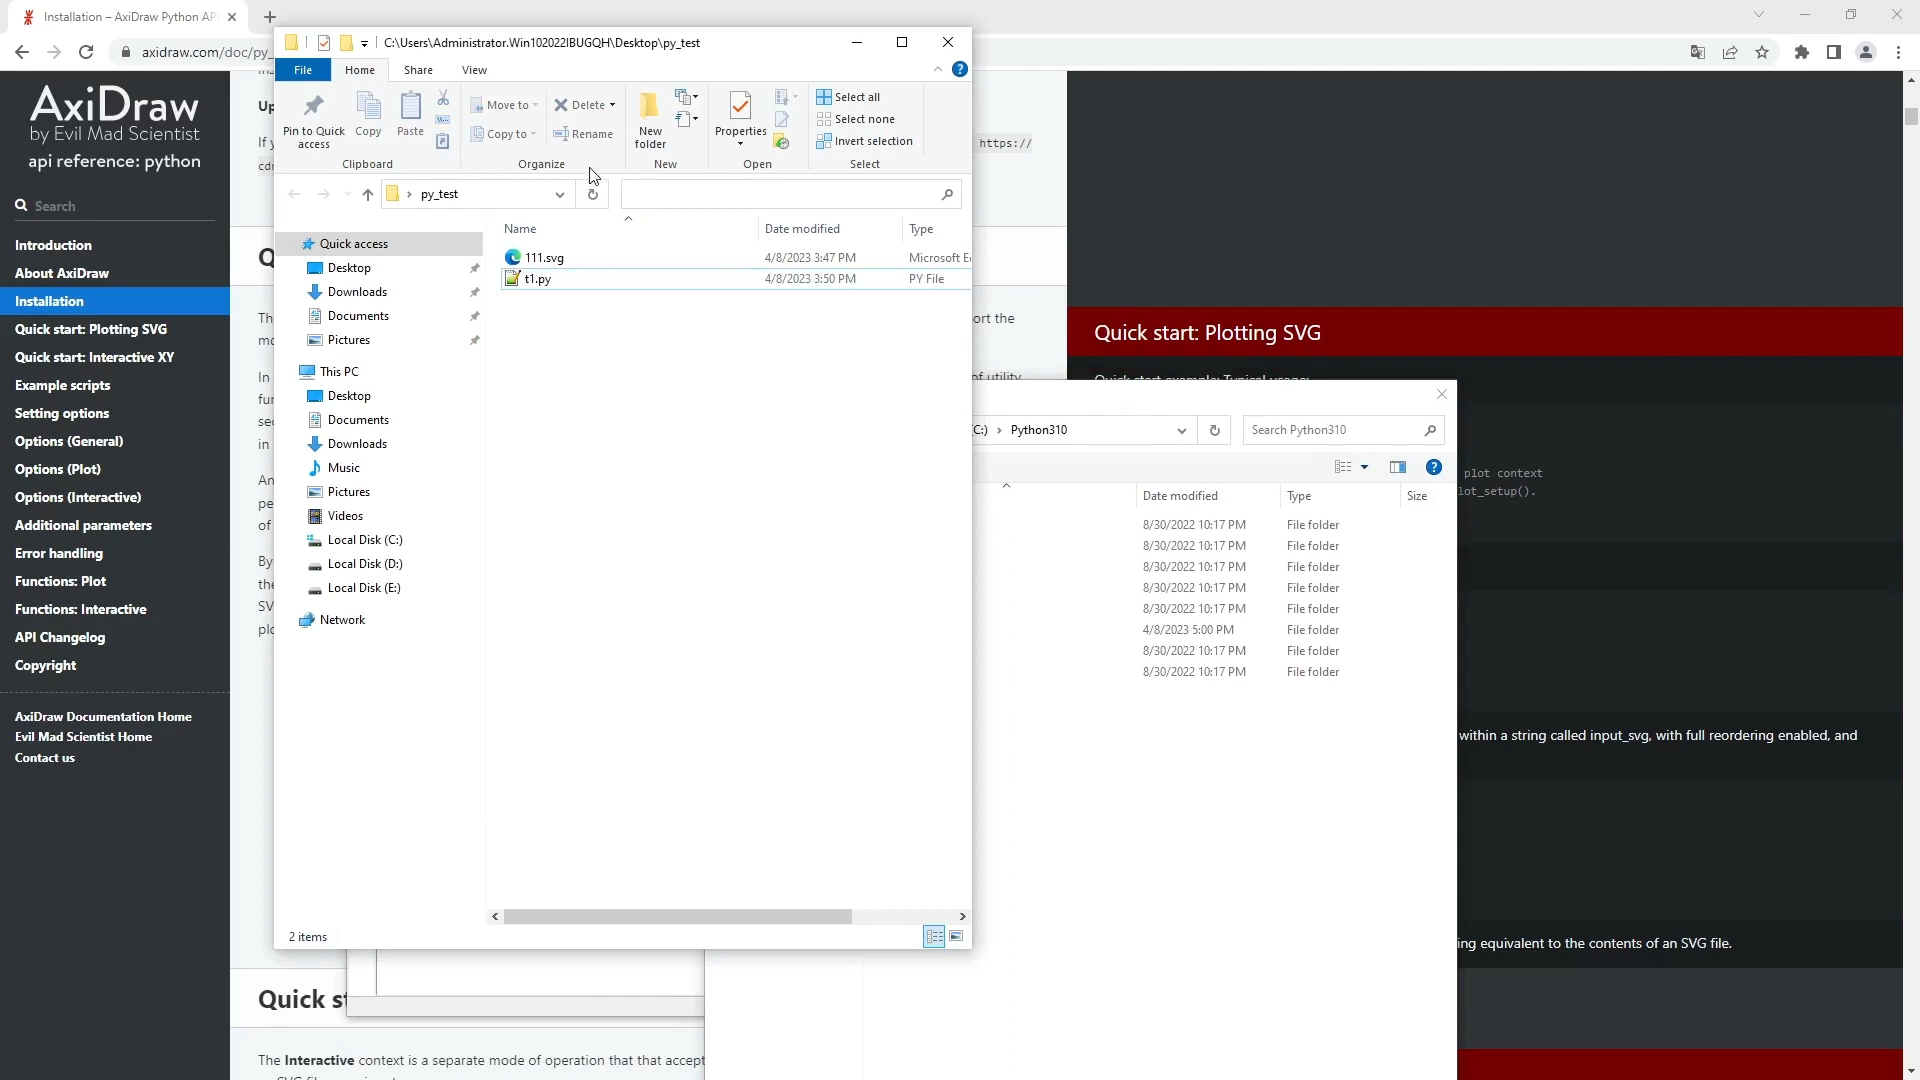 Installation – AxiDraw Python AP
axidraw.com/doc/py_
C:\Users\Administrator.Win102022IBUGQH\Desktop\py_test
File
Home
Share
View
Pin to Quick access
Copy
Paste
Move to
Copy to
Delete
Rename
New folder
Properties
Select all
Select none
Invert selection
Clipboard
Organize
New
Open
Select
py_test
Name
Date modified
Type
111.svg
4/8/2023 3:47 PM
Microsoft E
t1.py
4/8/2023 3:50 PM
PY File
Quick access
Desktop
Downloads
Documents
Pictures
This PC
Desktop
Documents
Downloads
Music
Pictures
Videos
Local Disk (C:)
Local Disk (D:)
Local Disk (E:)
Network
2 items
AxiDraw
by Evil Mad Scientist
api reference: python
Search
Introduction
About AxiDraw
Installation
Quick start: Plotting SVG
Quick start: Interactive XY
Example scripts
Setting options
Options (General)
Options (Plot)
Options (Interactive)
Additional parameters
Error handling
Functions: Plot
Functions: Interactive
API Changelog
Copyright
AxiDraw Documentation Home
Evil Mad Scientist Home
Contact us
https://
ort the
of utility
Quick st
The Interactive context is a separate mode of operation that that accept
Quick start: Plotting SVG
Quick start example: Typical usage:
C:) › Python310
Search Python310
Date modified
Type
Size
8/30/2022 10:17 PM File folder
8/30/2022 10:17 PM File folder
8/30/2022 10:17 PM File folder
8/30/2022 10:17 PM File folder
8/30/2022 10:17 PM File folder
4/8/2023 5:00 PM File folder
8/30/2022 10:17 PM File folder
8/30/2022 10:17 PM File folder
plot context
lot_setup().
within a string called input_svg, with full reordering enabled, and
ing equivalent to the contents of an SVG file.